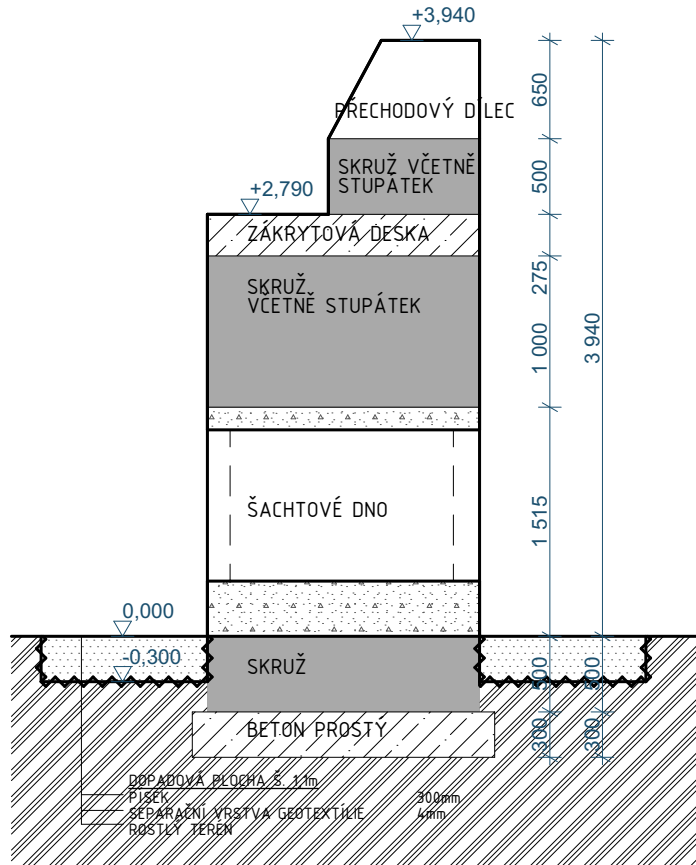 +3,940
650
PŘECHODOVÝ DÍLEC
SKRUŽ VČETNĚ
STUPÁTEK
500
+2,790
ZÁKRYTOVÁ DESKA
275
SKRUŽ
VČETNĚ STUPÁTEK
1 000
3 940
ŠACHTOVÉ DNO
1 515
0,000
-0,300
SKRUŽ
500
500
BETON PROSTÝ
300
300
DOPADOVÁ PLOCHA Š. 1,1m
PÍSEK 300mm
SEPARAČNÍ VRSTVA GEOTEXTÍLIE 4mm
ROSTLÝ TERÉN